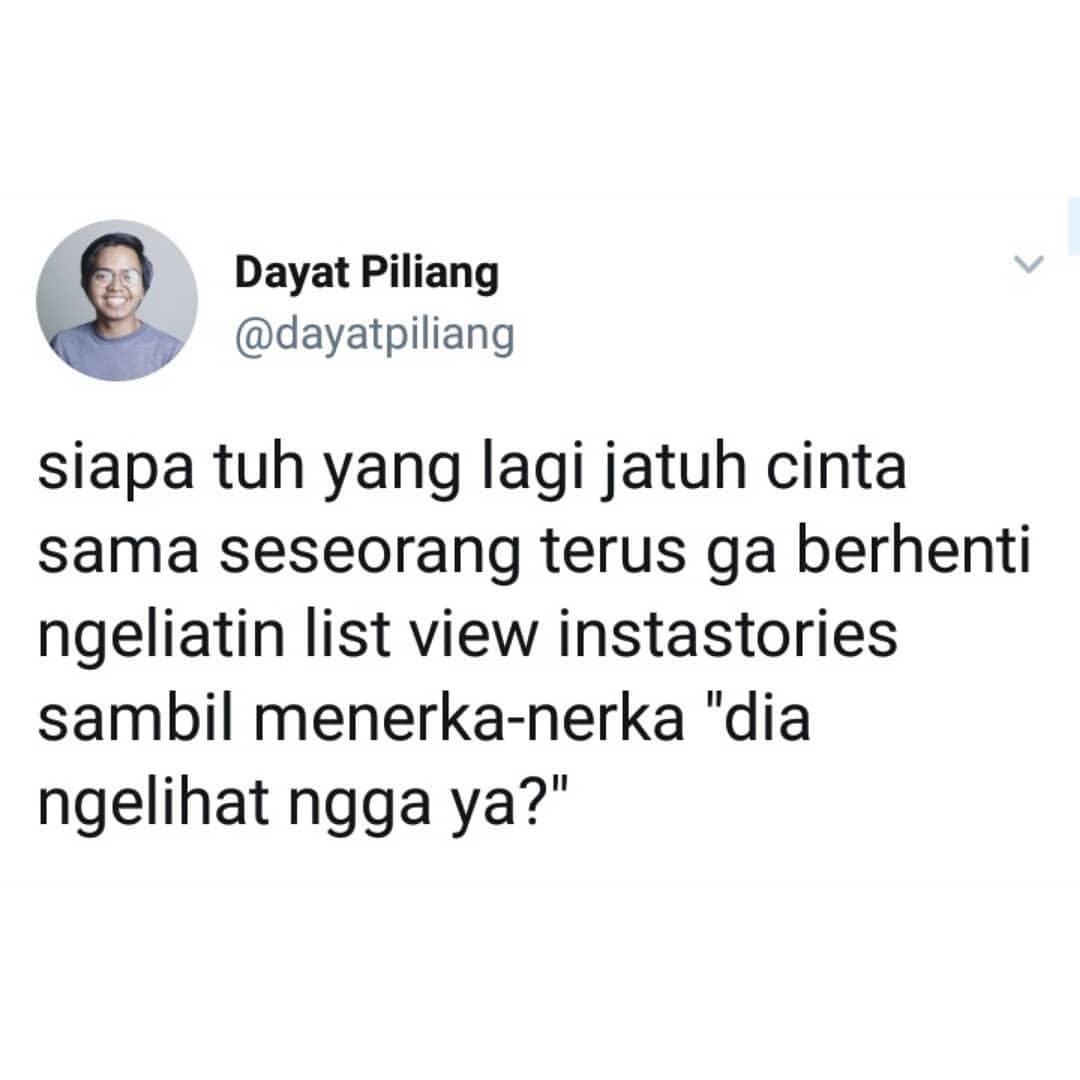 Dayat Piliang
@dayatpiliang
siapa tuh yang lagi jatuh cinta
sama seseorang terus ga berhenti
ngeliatin list view instastories
sambil menerka-nerka "dia
ngelihat ngga ya?"